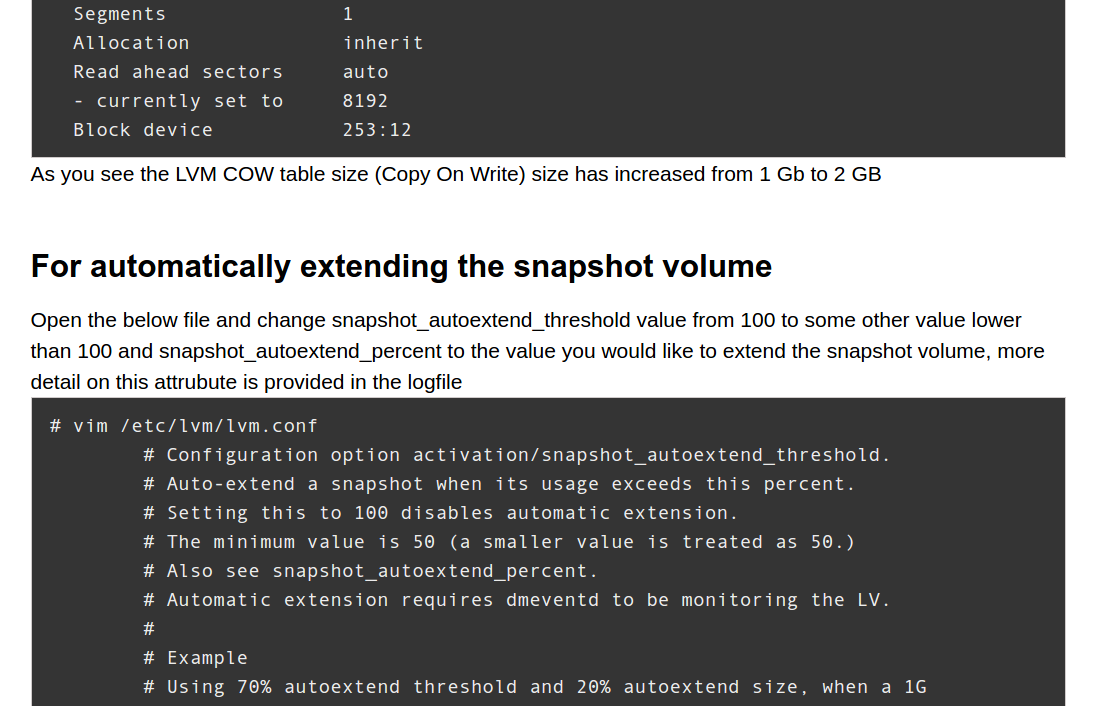 Segments 1
Allocation inherit
Read ahead sectors auto
- currently set to 8192
Block device 253:12
As you see the LVM COW table size (Copy On Write) size has increased from 1 Gb to 2 GB
For automatically extending the snapshot volume
Open the below file and change snapshot_autoextend_threshold value from 100 to some other value lower
than 100 and snapshot_autoextend_percent to the value you would like to extend the snapshot volume, more
detail on this attrubute is provided in the logfile
# vim /etc/lvm/lvm.conf
# Configuration option activation/snapshot_autoextend_threshold.
# Auto-extend a snapshot when its usage exceeds this percent.
# Setting this to 100 disables automatic extension.
# The minimum value is 50 (a smaller value is treated as 50.)
# Also see snapshot_autoextend_percent.
# Automatic extension requires dmeventd to be monitoring the LV.
#
# Example
# Using 70% autoextend threshold and 20% autoextend size, when a 1G